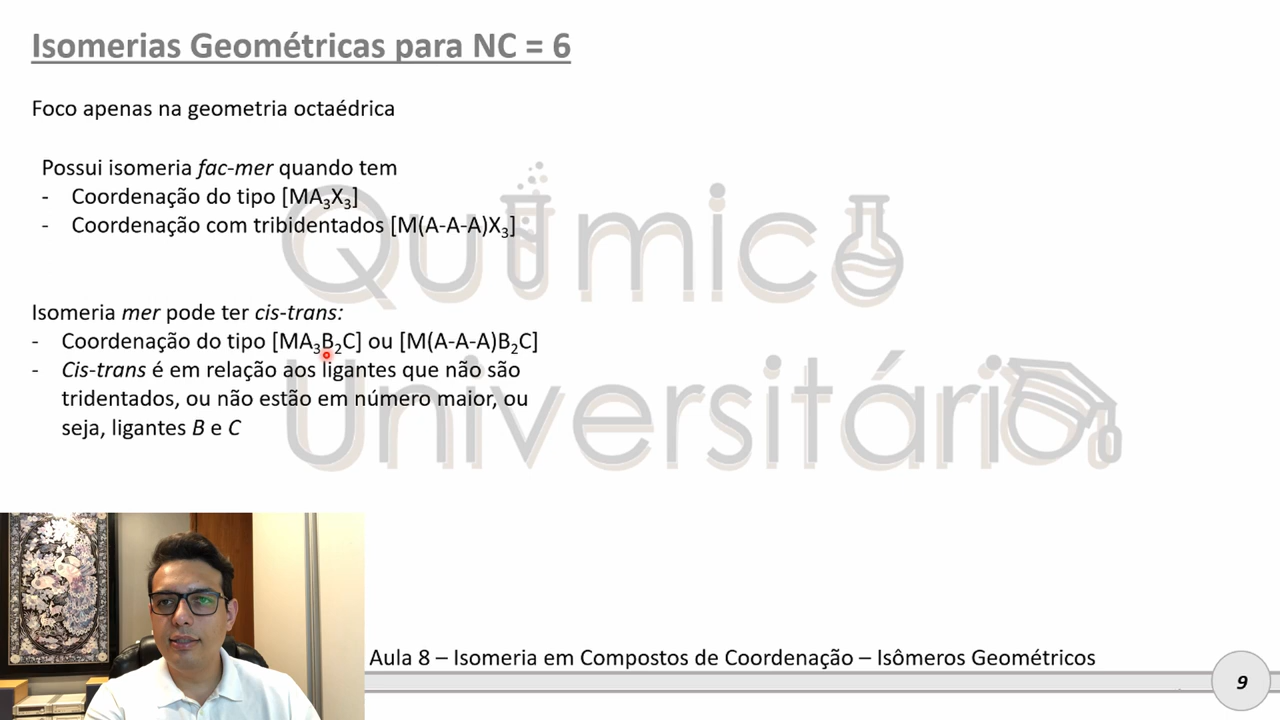 Isomerias Geométricas para NC = 6
Foco apenas na geometria octaédrica
Possui isomeria fac-mer quando tem
- Coordenação do tipo [MA₃X₃]
- Coordenação com tribidentados [M(A-A-A)X₃]
Isomeria mer pode ter cis-trans:
- Coordenação do tipo [MA₃B₂C] ou [M(A-A-A)B₂C]
- Cis-trans é em relação aos ligantes que não são
tridentados, ou não estão em número maior, ou
seja, ligantes B e C
Químico
Universitário
Aula 8 – Isomeria em Compostos de Coordenação – Isômeros Geométricos
9